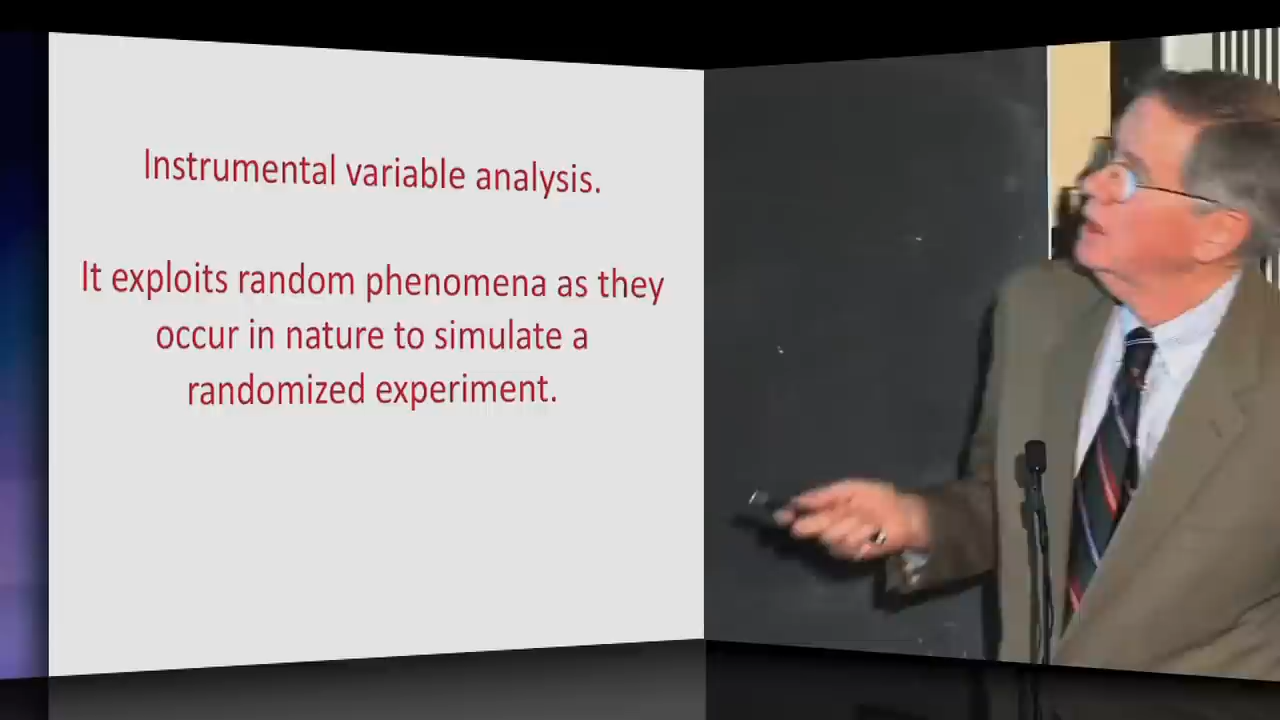 Instrumental variable analysis.
It exploits random phenomena as they
occur in nature to simulate a
randomized experiment.